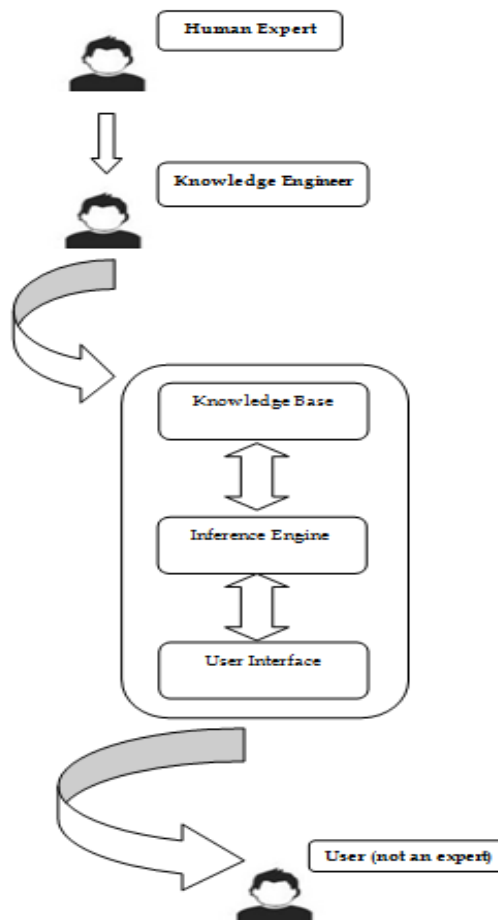 Human Expert
Knowledge Engineer
Knowledge Base
Inference Engine
User Interface
User (not an expert)